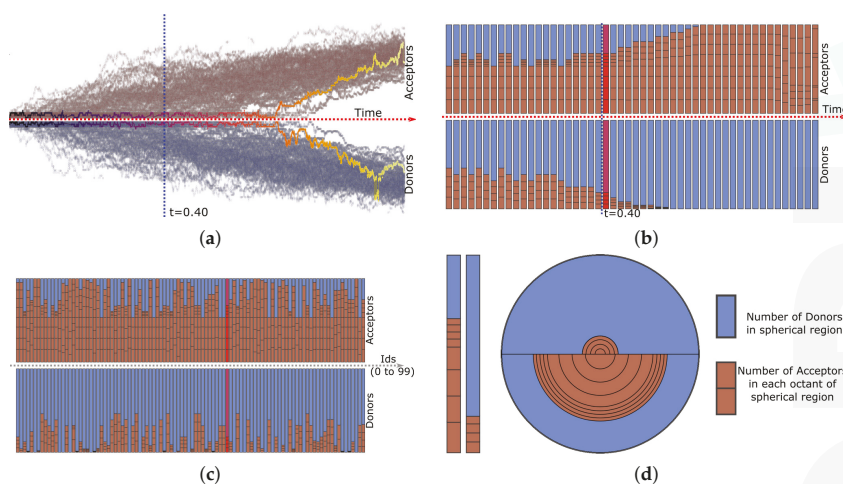 Acceptors
Time
Donors
t=0.40
(a)
Acceptors
Time
Donors
t=0.40
(b)
Acceptors
Ids
(0 to 99)
Donors
(c)
Number of Donors
in spherical region
Number of Acceptors
in each octant of
spherical region
(d)